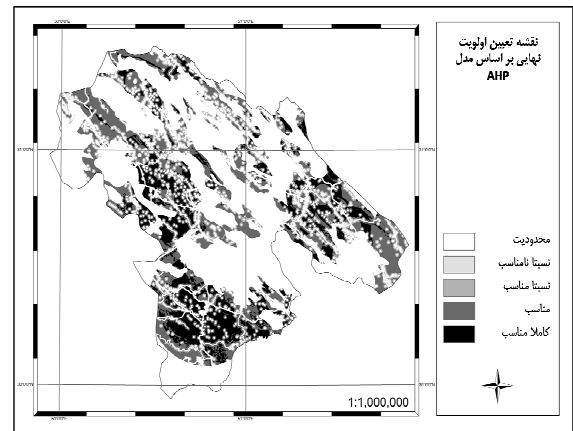 نقشه تعیین اولویت
نهایی بر اساس مدل
AHP
محدودیت
نسبتا نامناسب
نسبتا مناسب
مناسب
کاملا مناسب
1:1,000,000